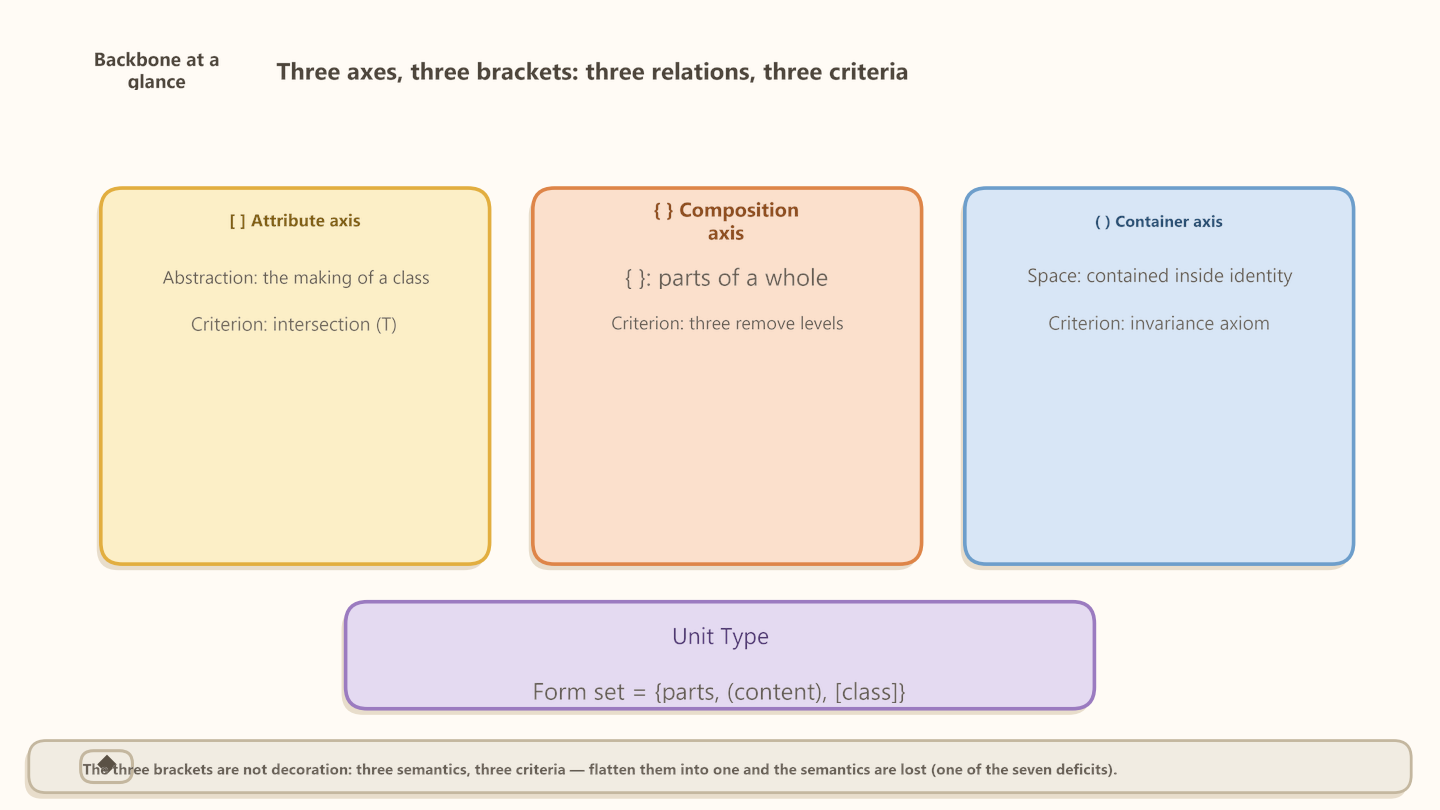 Backbone at a
glance
Three axes, three brackets: three relations, three criteria
[ ] Attribute axis
Abstraction: the making of a class
Criterion: intersection (T)
{ } Composition
axis
{ }: parts of a whole
Criterion: three remove levels
( ) Container axis
Space: contained inside identity
Criterion: invariance axiom
Unit Type
Form set = {parts, (content), [class]}
The three brackets are not decoration: three semantics, three criteria — flatten them into one and the semantics are lost (one of the seven deficits).